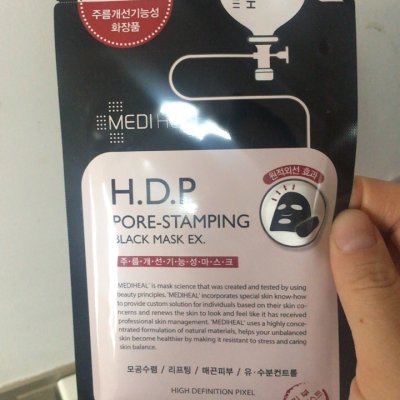 주름개선기능성
화장품
H
MEDIHEAL
H.D.P
PORE-STAMPING
BLACK MASK EX.
원적외선 효과
주·름·개·선·기·능·성·마·스·크
MEDIHEAL' is mask science that was created and tested by using
beauty principles. 'MEDIHEAL' incorporates special skin know-how
to provide custom solution for individuals based on their skin con-
cerns and renews the skin to look and feel like it has received
professional skin management. 'MEDIHEAL' uses a highly conce-
ntrated formulation of natural materials, helps your unbalanced
skin become healthier by making it resistant to stress and caring
skin balance.
모공수렴 / 리프팅 / 매끈피부 / 유·수분컨트롤
HIGH DEFINITION PIXEL